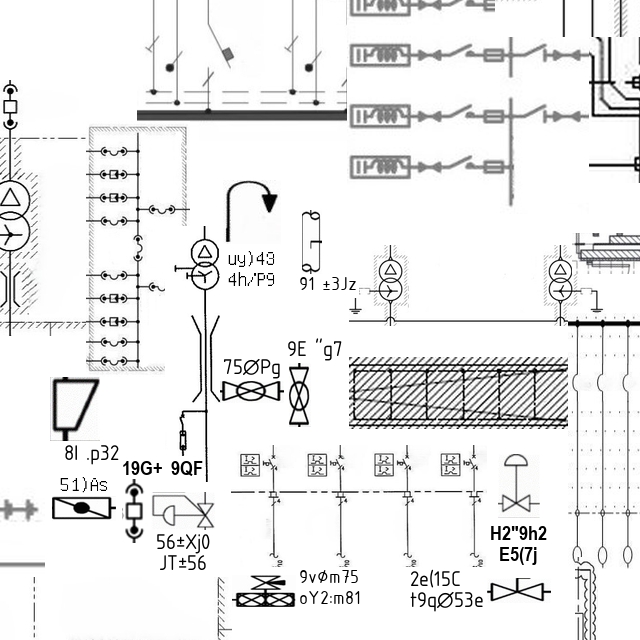 uy)43
4h/'P9
91 ±3Jz
9E "g7
75ØPg
8I .p32
19G+ 9QF
51)As
56±Xj0
JT±56
H2"9h2
E5(7j
9vØm75
oY2:m81
2e(15C
t9qØ53e